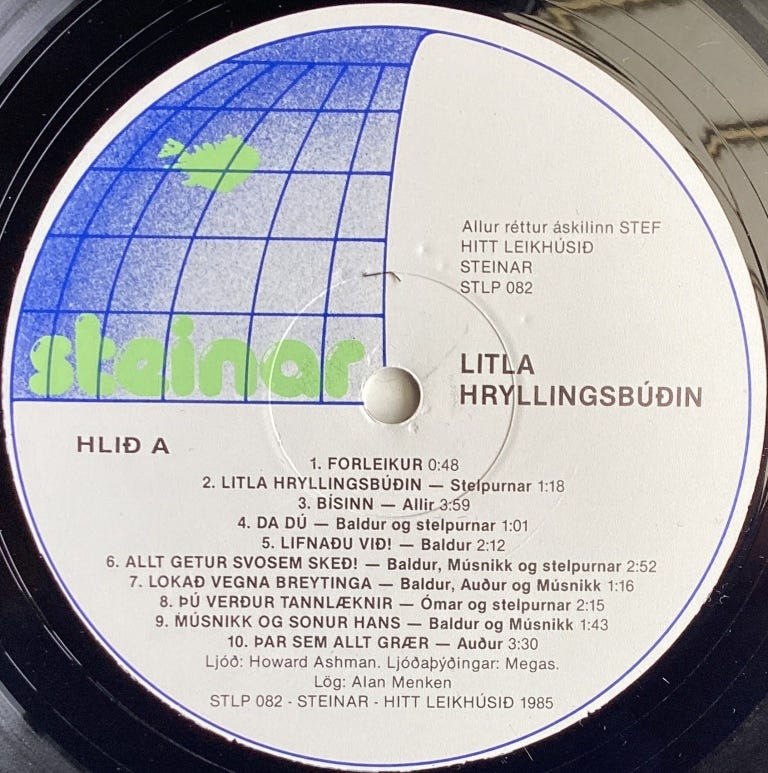 Allur réttur áskilinn STEF
HITT LEIKHÚSIÐ
STEINAR
STLP 082
steinar
LITLA
HRYLLINGSBÚÐIN
HLIÐ A
1. FORLEIKUR 0:48
2. LITLA HRYLLINGSBÚÐIN — Stelpurnar 1:18
3. BÍSINN — Allir 3:59
4. DA DÚ — Baldur og stelpurnar 1:01
5. LIFNAÐU VIÐ! — Baldur 2:12
6. ALLT GETUR SVOSEM SKEÐ! — Baldur, Músnikk og stelpurnar 2:52
7. LOKAÐ VEGNA BREYTINGA — Baldur, Auður og Músnikk 1:16
8. ÞÚ VERÐUR TANNLÆKNIR — Ómar og stelpurnar 2:15
9. MÚSNIKK OG SONUR HANS — Baldur og Músnikk 1:43
10. ÞAR SEM ALLT GRÆR — Auður 3:30
Ljóð: Howard Ashman. Ljóðaþýðingar: Megas.
Lög: Alan Menken
STLP 082 - STEINAR - HITT LEIKHÚSIÐ 1985